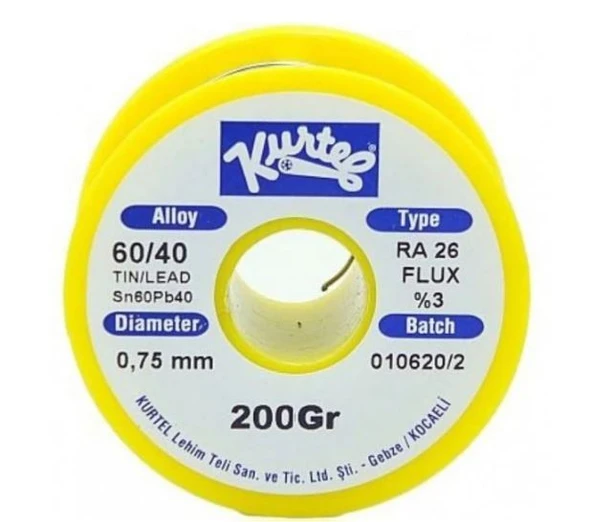 Kurtel®
Alloy
60/40
TIN/LEAD
Sn60Pb40
Diameter
0,75 mm
Type
RA 26
FLUX
%3
Batch
010620/2
200Gr
KURTEL Lehim Teli San. ve Tic. Ltd. Şti. - Gebze / KOCAELİ